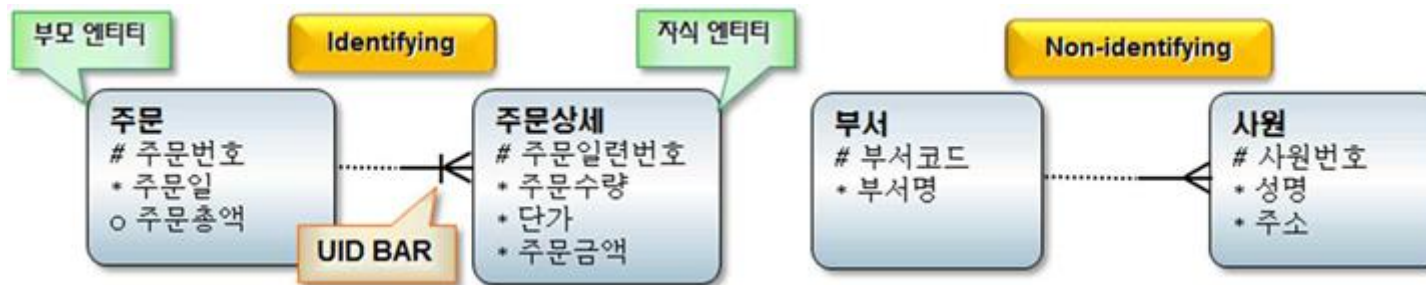 부모 엔티티
Identifying
자식 엔티티
Non-identifying
주문
# 주문번호
* 주문일
o 주문총액
UID BAR
주문상세
# 주문일련번호
* 주문수량
* 단가
* 주문금액
부서
# 부서코드
* 부서명
사원
# 사원번호
* 성명
* 주소